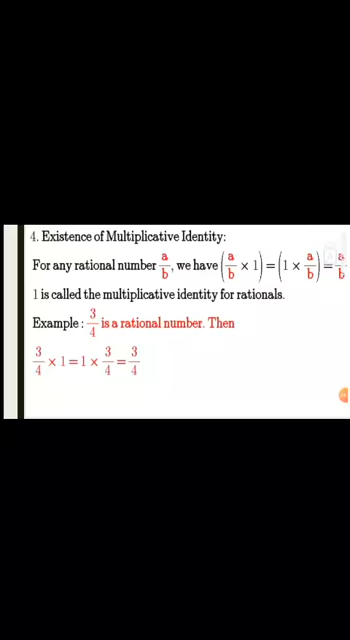 4. Existence of Multiplicative Identity:
For any rational number a/b, we have (a/b × 1) = (1 × a/b) = a/b
1 is called the multiplicative identity for rationals.
Example : 3/4 is a rational number. Then
3/4 × 1 = 1 × 3/4 = 3/4